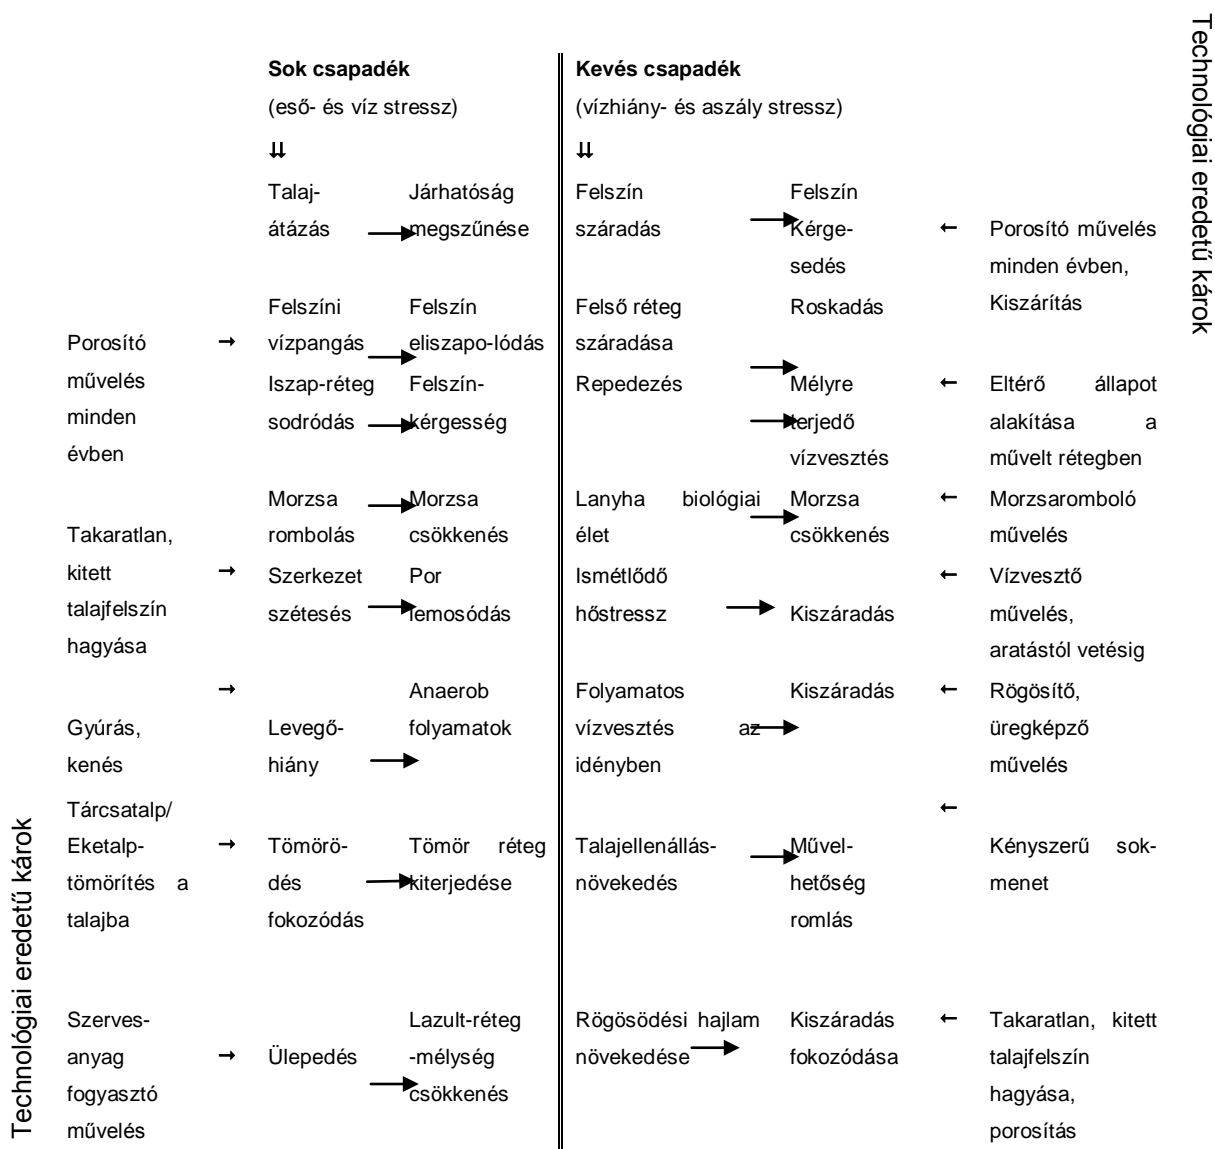 Technológiai eredetű károk
Sok csapadék
(eső- és víz stressz)
⇊
Kevés csapadék
(vízhiány- és aszály stressz)
⇊
Talaj-
átázás
Járhatóság
megszűnése
Felszín
száradás
Felszín
Kérge-
sedés
←
Porosító művelés
minden évben,
Kiszárítás
Porosító
művelés
minden
évben
→
Felszíni
vízpangás
Felszín
eliszapo-lódás
Felső réteg
száradása
Roskadás
Iszap-réteg
sodródás
Felszín-
kérgesség
Repedezés
Mélyre
terjedő
vízvesztés
←
Eltérő állapot
alakítása a
művelt rétegben
Takaratlan,
kitett
talajfelszín
hagyása
Morzsa
rombolás
Morzsa
csökkenés
Lanyha biológiai
élet
Morzsa
csökkenés
←
Morzsaromboló
művelés
→
Szerkezet
szétesés
Por
lemosódás
Ismétlődő
hőstressz
Kiszáradás
←
Vízvesztő
művelés,
aratástól vetésig
Gyúrás,
kenés
→
Levegő-
hiány
Anaerob
folyamatok
Folyamatos
vízvesztés az
idényben
Kiszáradás
←
Rögösítő,
üregképző
művelés
Tárcsatalp/
Eketalp-
tömörítés a
talajba
→
Tömörö-
dés
fokozódás
Tömör réteg
kiterjedése
Talajellenállás-
növekedés
Művel-
hetőség
romlás
←
Kényszerű sok-
menet
Szerves-
anyag
fogyasztó
művelés
→
Ülepedés
Lazult-réteg
-mélység
csökkenés
Rögösödési hajlam
növekedése
Kiszáradás
fokozódása
←
Takaratlan, kitett
talajfelszín
hagyása,
porosítás
Technológiai eredetű károk